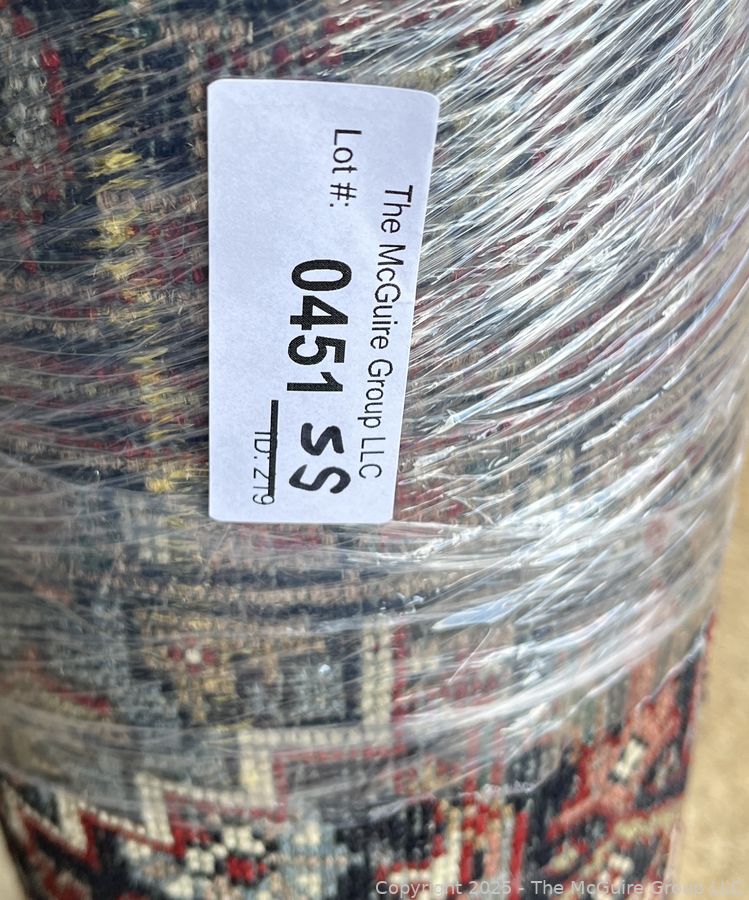 The McGuire Group LLC
Lot #: 0451 SS
ID: 279
Copyright 2025 - The McGuire Group LLC